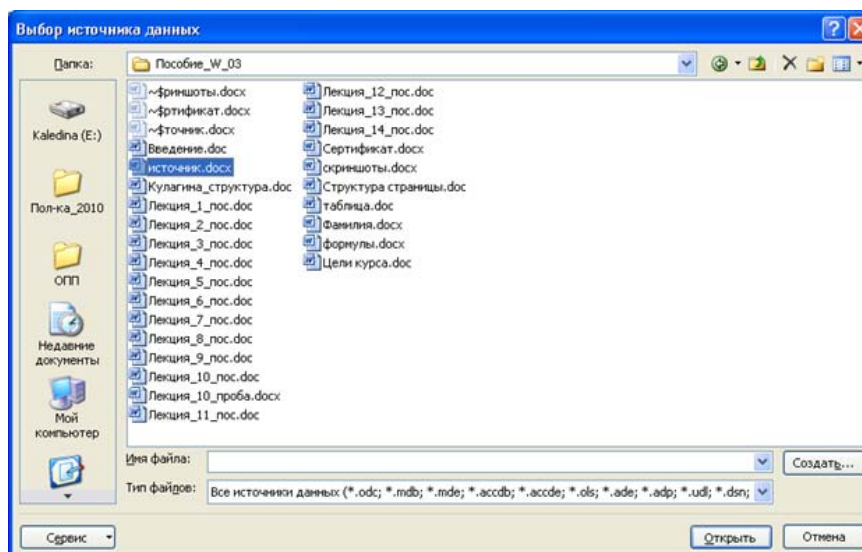 Выбор источника данных
Папка:
Пособие_W_03
Kaledina (E:)
Пол-ка_2010
ОПП
Недавние
документы
Мой
компьютер
~$риншоты.docx
~$ртификат.docx
~$точник.docx
Введение.doc
источник.docx
Кулагина_структура.doc
Лекция_1_пос.doc
Лекция_2_пос.doc
Лекция_3_пос.doc
Лекция_4_пос.doc
Лекция_5_пос.doc
Лекция_6_пос.doc
Лекция_7_пос.doc
Лекция_8_пос.doc
Лекция_9_пос.doc
Лекция_10_пос.doc
Лекция_10_проба.docx
Лекция_11_пос.doc
Лекция_12_пос.doc
Лекция_13_пос.doc
Лекция_14_пос.doc
Сертификат.docx
скриншоты.docx
Структура страницы.doc
таблица.doc
Фамилия.docx
формулы.docx
Цели курса.doc
Имя файла:
Создать...
Тип файлов:
Все источники данных (*.odc; *.mdb; *.mde; *.accdb; *.accde; *.ols; *.ade; *.adp; *.udl; *.dsn;
Сервис
Открыть
Отмена